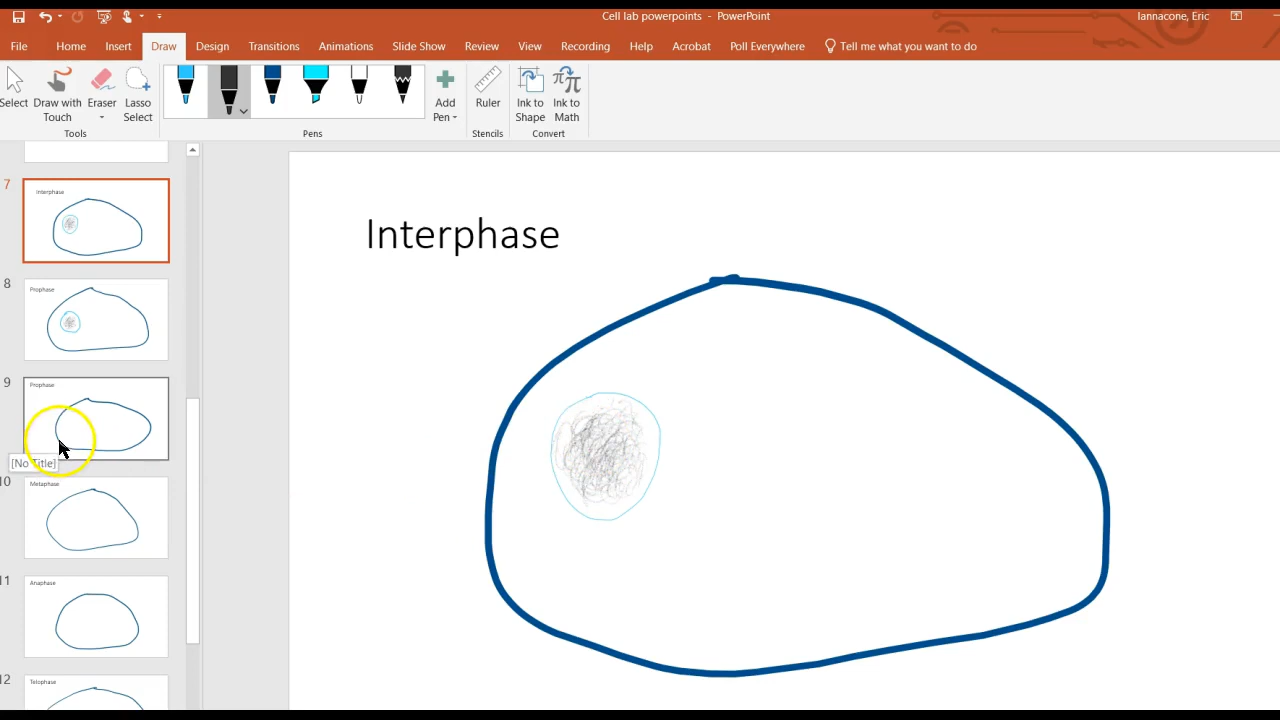 Cell lab powerpoints - PowerPoint
Iannacone, Eric
File Home Insert Draw Design Transitions Animations Slide Show Review View Recording Help Acrobat Poll Everywhere Tell me what you want to do
Select
Draw with Touch
Eraser
Lasso Select
Add Pen
Ruler
Ink to Shape
Ink to Math
Tools
Pens
Stencils
Convert
7
Interphase
8
Prophase
9
Prophase
[No Title]
10
Metaphase
11
Anaphase
12
Telophase
Interphase